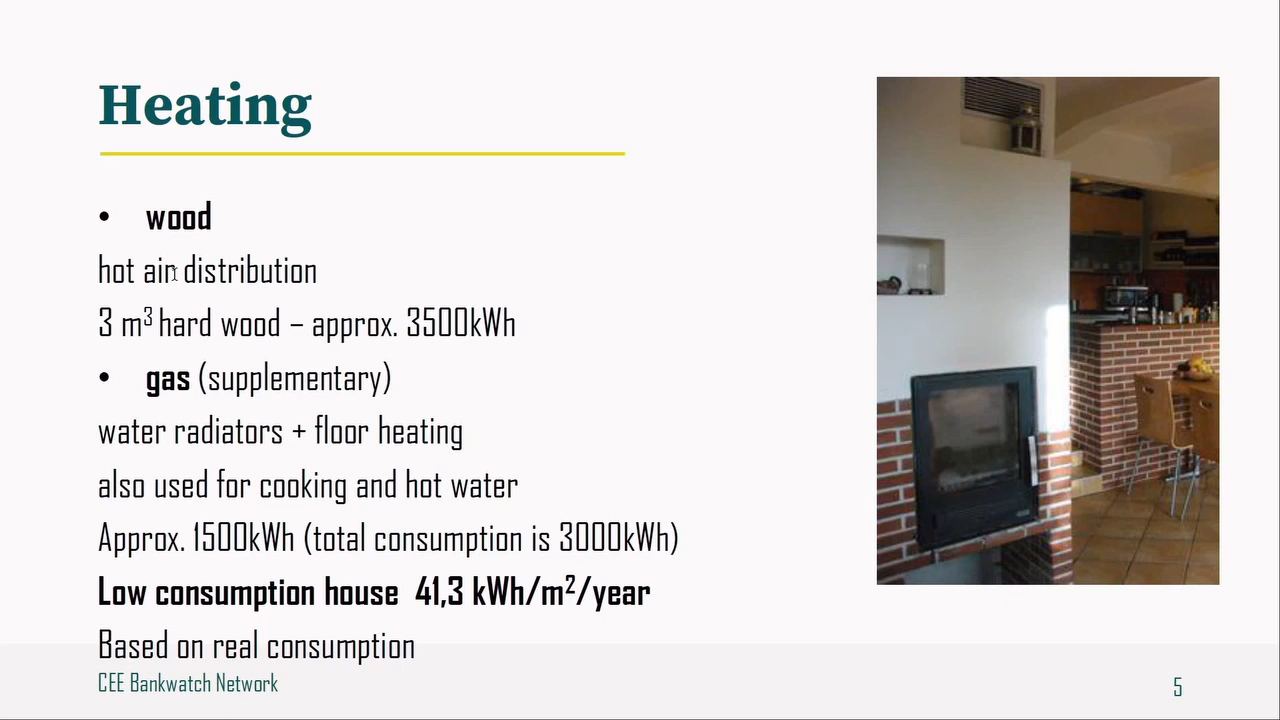 Heating
• wood
hot air distribution
3 m³ hard wood – approx. 3500kWh
• gas (supplementary)
water radiators + floor heating
also used for cooking and hot water
Approx. 1500kWh (total consumption is 3000kWh)
Low consumption house 41,3 kWh/m²/year
Based on real consumption
CEE Bankwatch Network
5